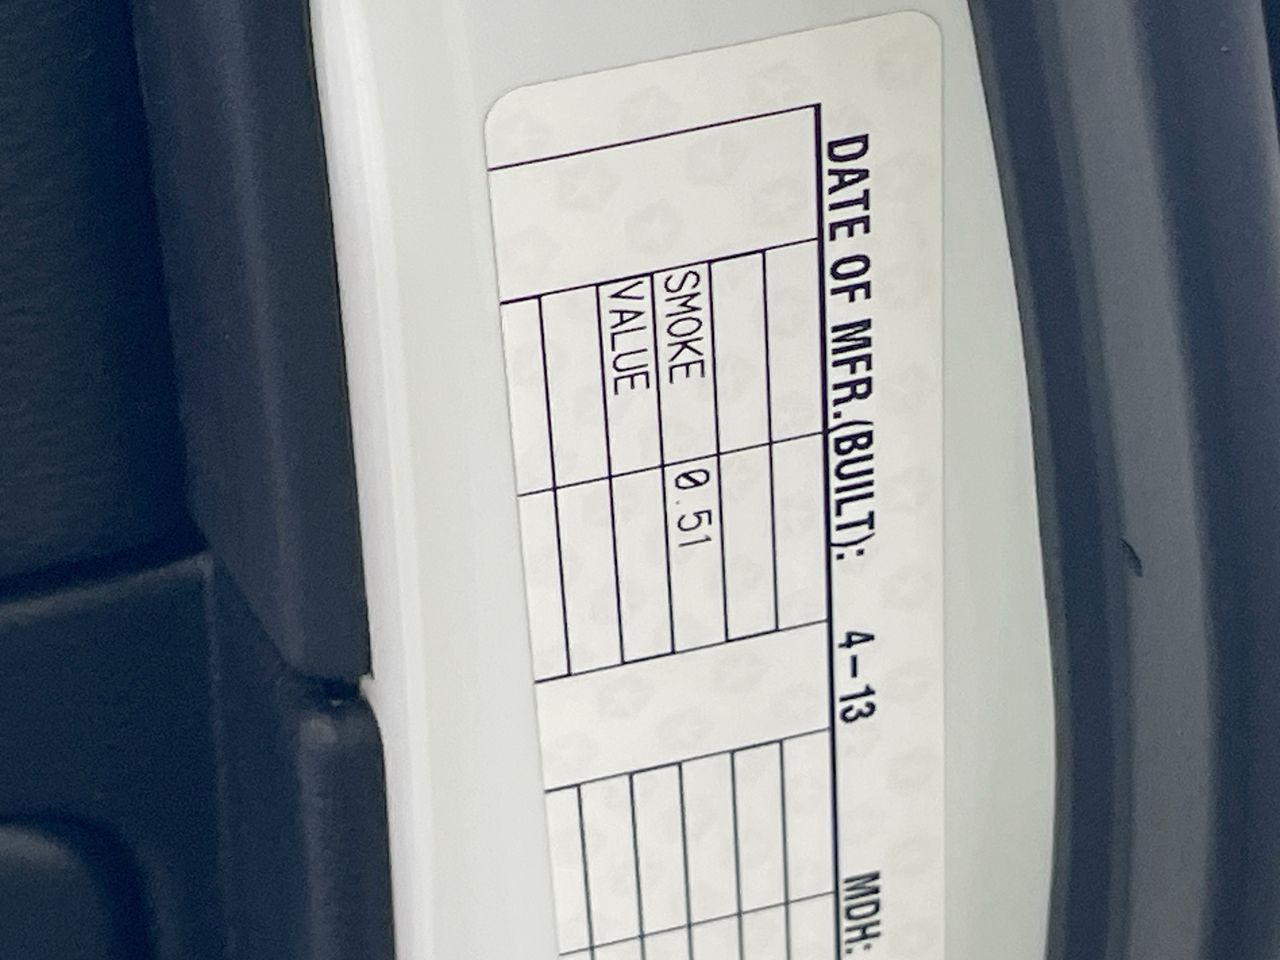 DATE OF MFR.(BUILT): 4-13 MDH:
SMOKE 0.51
VALUE